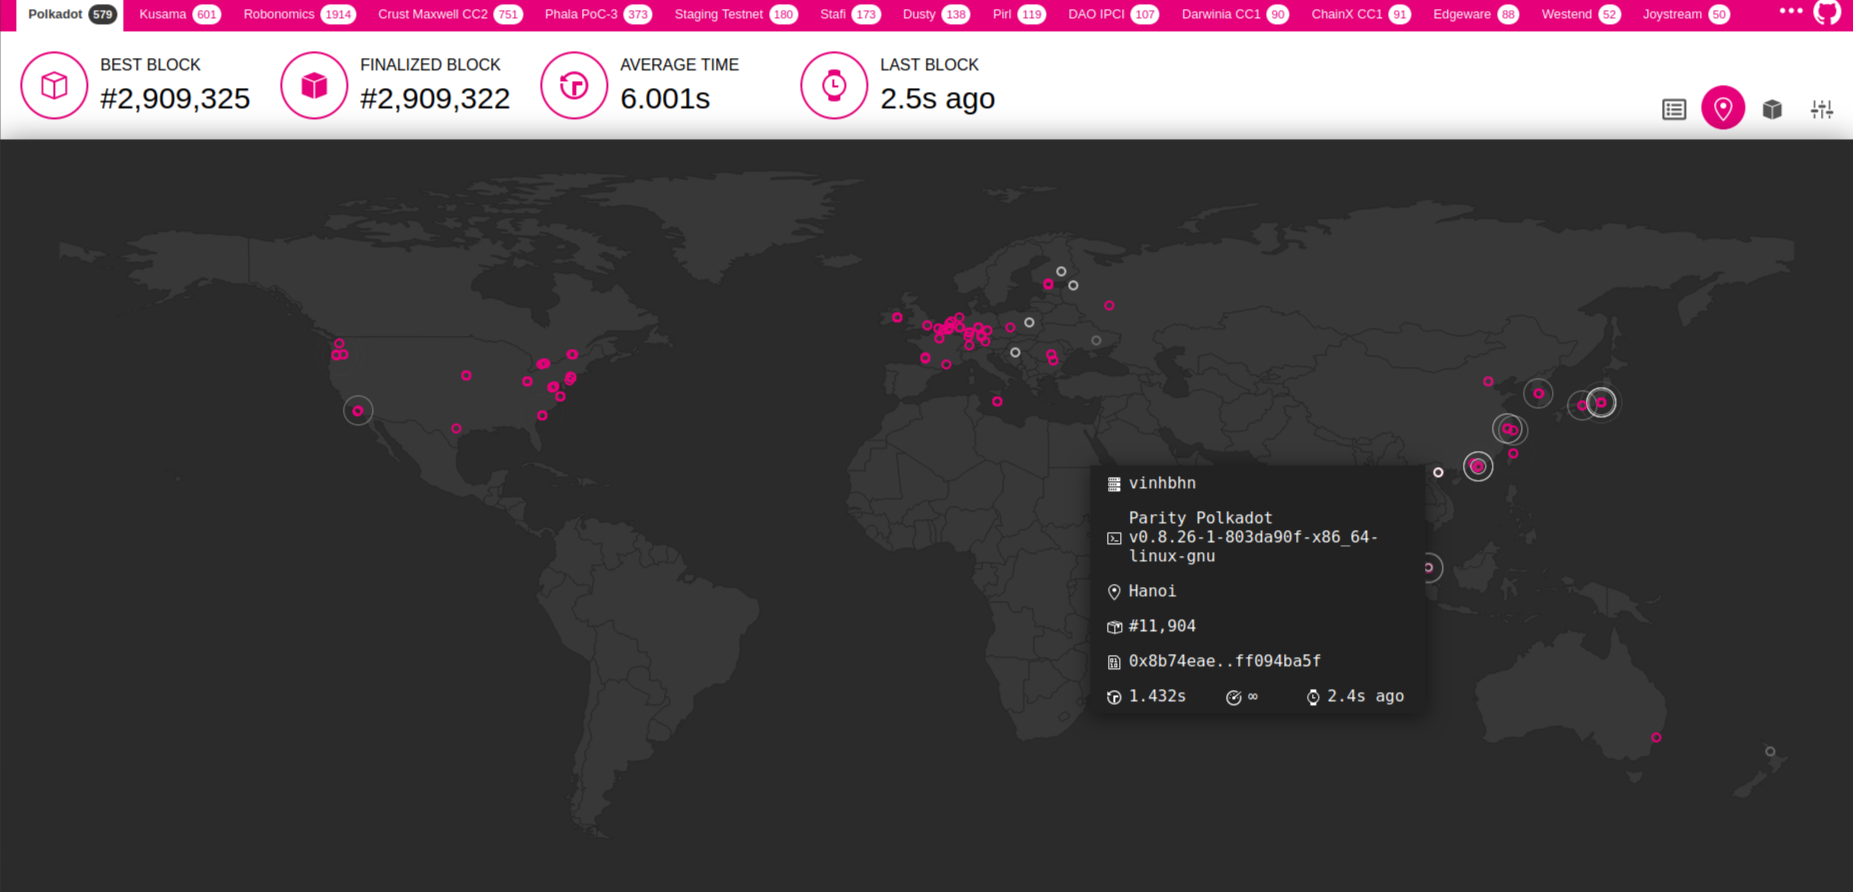 Polkadot 579 Kusama 601 Robonomics 1914 Crust Maxwell CC2 751 Phala PoC-3 373 Staging Testnet 180 Stafi 173 Dusty 138 Pirl 119 DAO IPCI 107 Darwinia CC1 90 ChainX CC1 91 Edgeware 88 Westend 52 Joystream 50
BEST BLOCK
#2,909,325
FINALIZED BLOCK
#2,909,322
AVERAGE TIME
6.001s
LAST BLOCK
2.5s ago
vinhbhn
Parity Polkadot
v0.8.26-1-803da90f-x86_64-
linux-gnu
Hanoi
#11,904
0x8b74eae..ff094ba5f
1.432s ∞ 2.4s ago